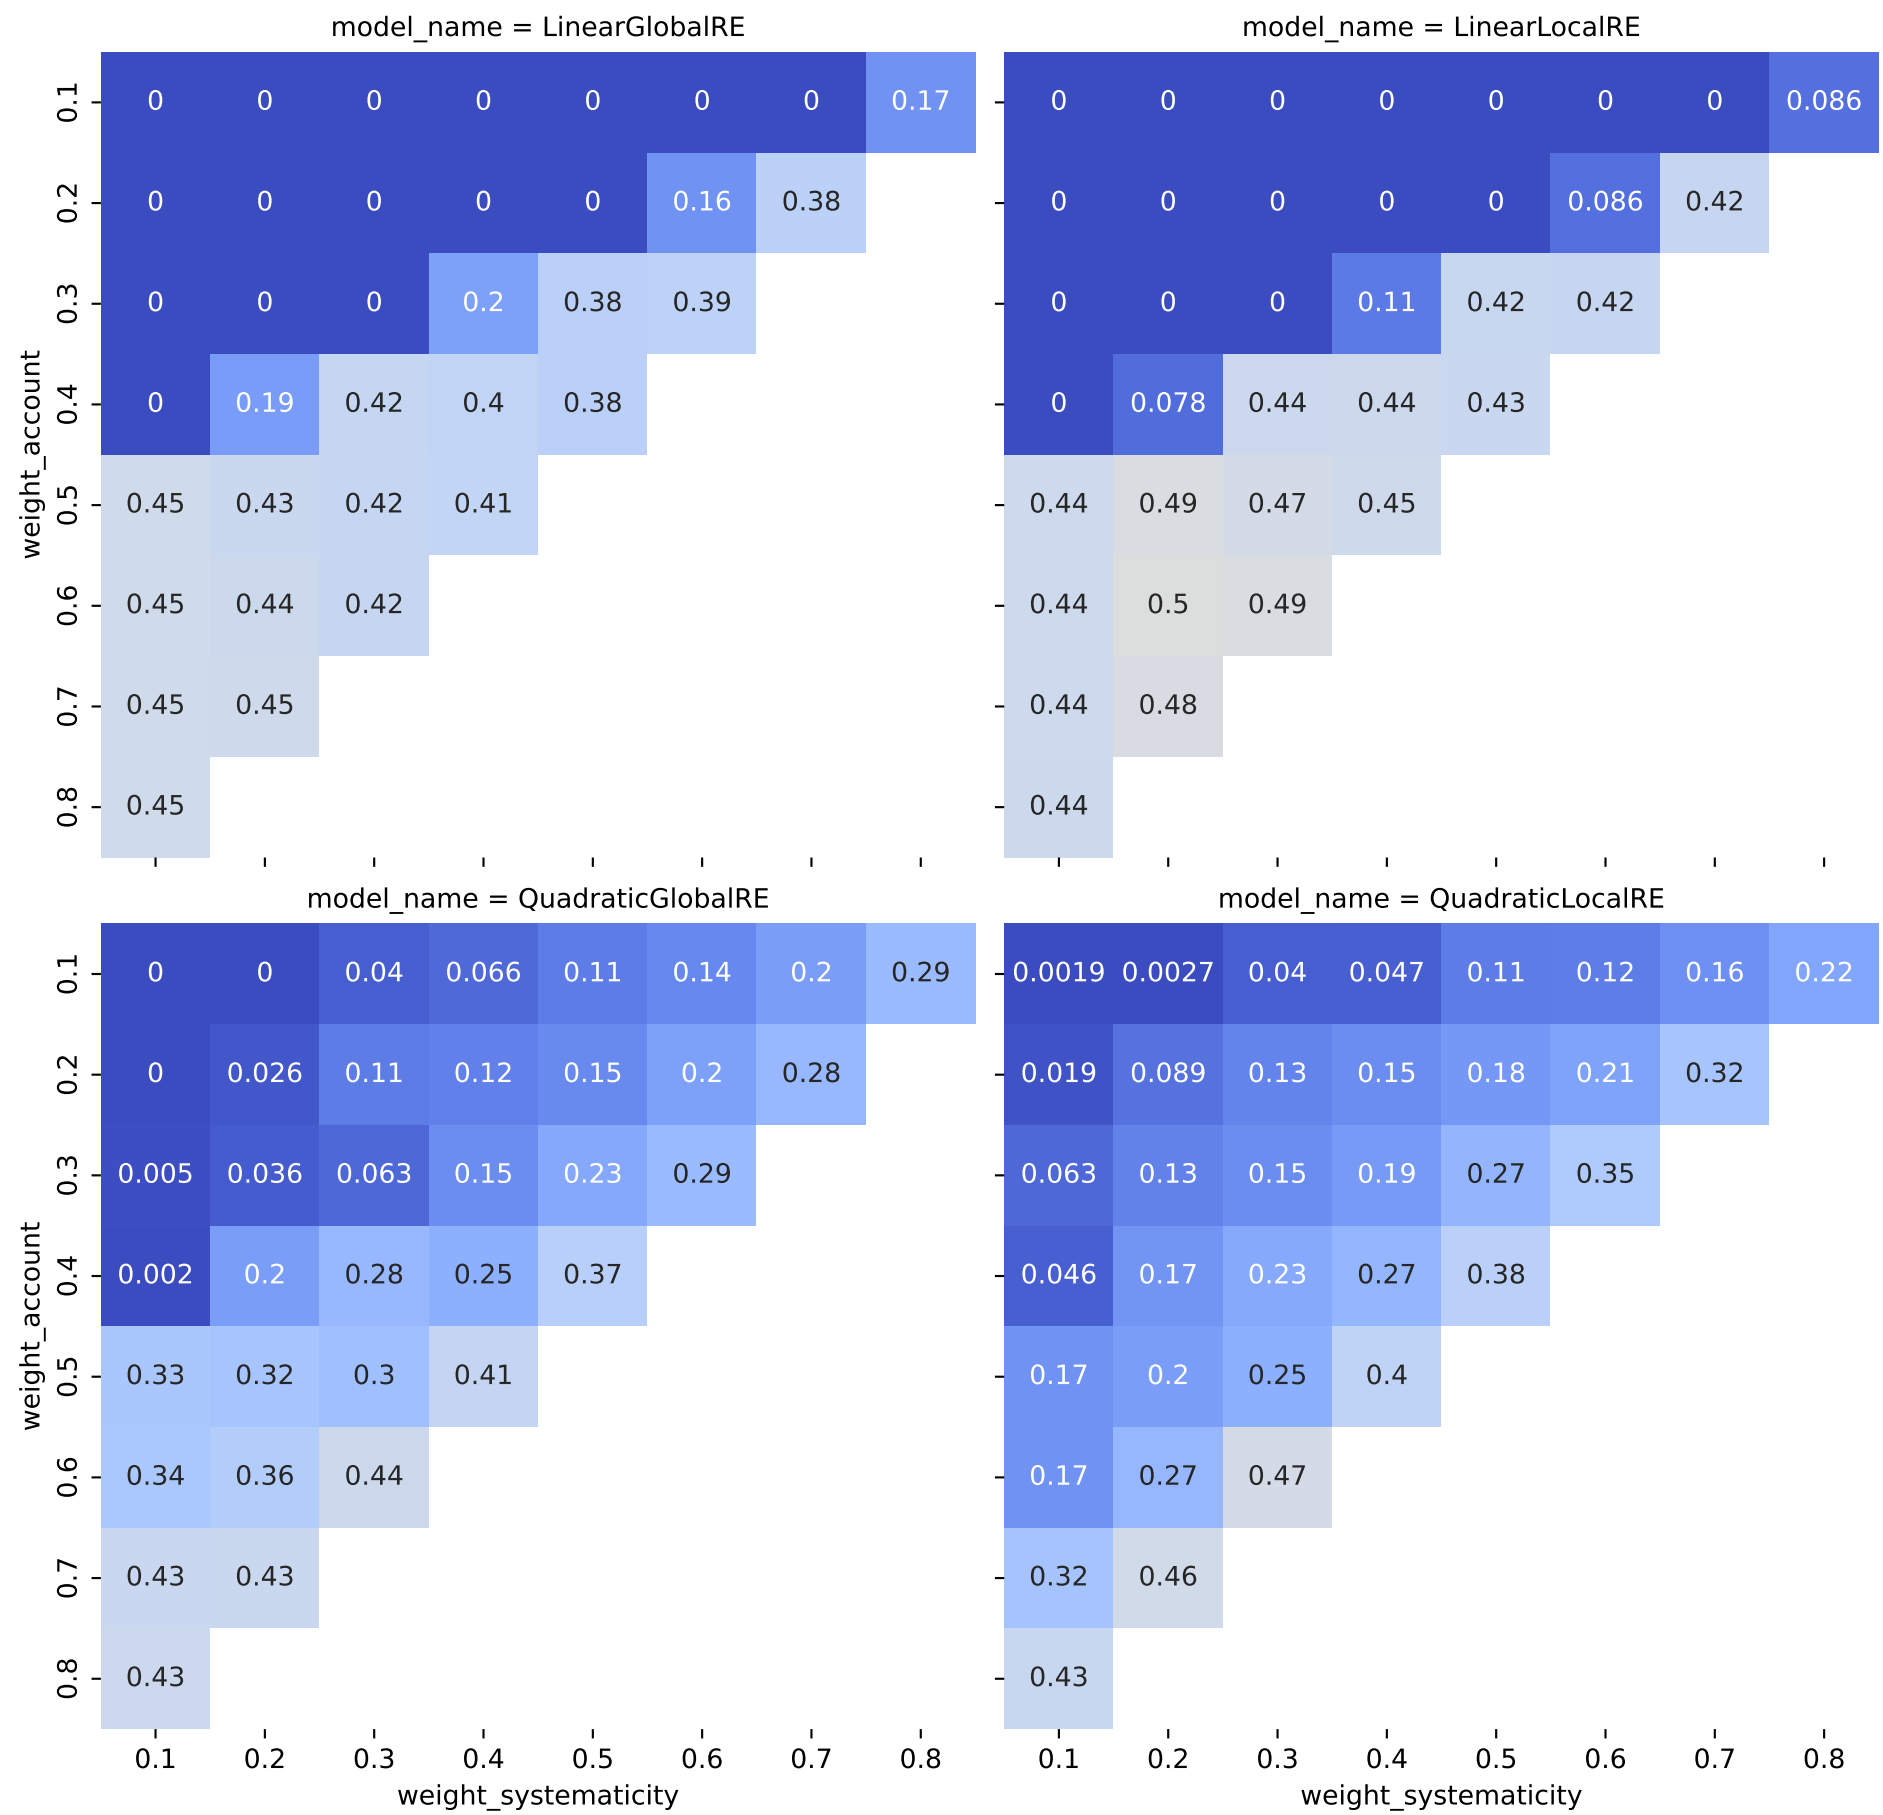 model_name = LinearGlobalRE
model_name = LinearLocalRE
weight_account
0.1 0 0 0 0 0 0 0 0.17
0.2 0 0 0 0 0 0.16 0.38
0.3 0 0 0 0.2 0.38 0.39
0.4 0 0.19 0.42 0.4 0.38
0.5 0.45 0.43 0.42 0.41
0.6 0.45 0.44 0.42
0.7 0.45 0.45
0.8 0.45
0 0 0 0 0 0 0 0.086
0 0 0 0 0 0.086 0.42
0 0 0 0.11 0.42 0.42
0 0.078 0.44 0.44 0.43
0.44 0.49 0.47 0.45
0.44 0.5 0.49
0.44 0.48
0.44
model_name = QuadraticGlobalRE
model_name = QuadraticLocalRE
weight_account
0.1 0 0 0.04 0.066 0.11 0.14 0.2 0.29
0.2 0 0.026 0.11 0.12 0.15 0.2 0.28
0.3 0.005 0.036 0.063 0.15 0.23 0.29
0.4 0.002 0.2 0.28 0.25 0.37
0.5 0.33 0.32 0.3 0.41
0.6 0.34 0.36 0.44
0.7 0.43 0.43
0.8 0.43
0.1 0.2 0.3 0.4 0.5 0.6 0.7 0.8
weight_systematicity
0.0019 0.0027 0.04 0.047 0.11 0.12 0.16 0.22
0.019 0.089 0.13 0.15 0.18 0.21 0.32
0.063 0.13 0.15 0.19 0.27 0.35
0.046 0.17 0.23 0.27 0.38
0.17 0.2 0.25 0.4
0.17 0.27 0.47
0.32 0.46
0.43
0.1 0.2 0.3 0.4 0.5 0.6 0.7 0.8
weight_systematicity